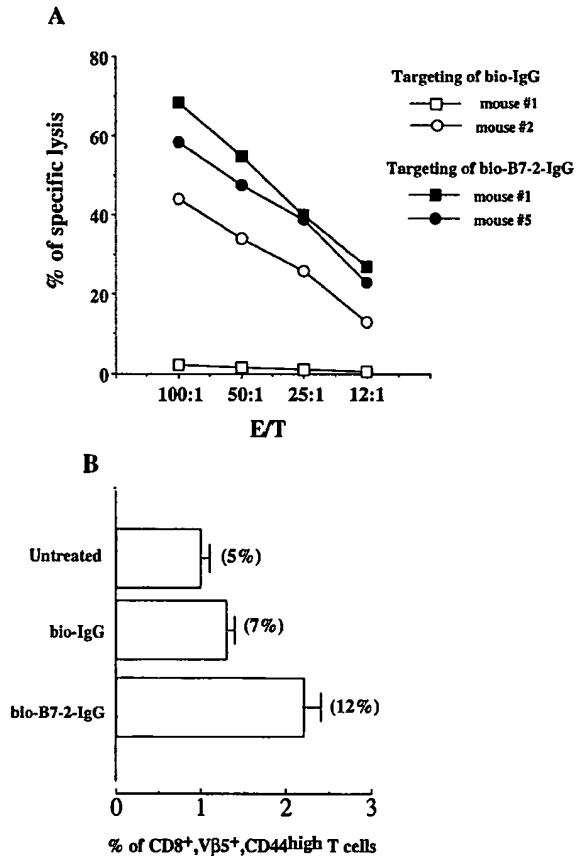 A
80
60
40
20
0
% of specific lysis
100:1
50:1
25:1
12:1
E/T
Targeting of bio-IgG
mouse #1
mouse #2
Targeting of bio-B7-2-IgG
mouse #1
mouse #5
B
Untreated
(5%)
bio-IgG
(7%)
bio-B7-2-IgG
(12%)
0
1
2
3
% of CD8+,Vβ5+,CD44high T cells